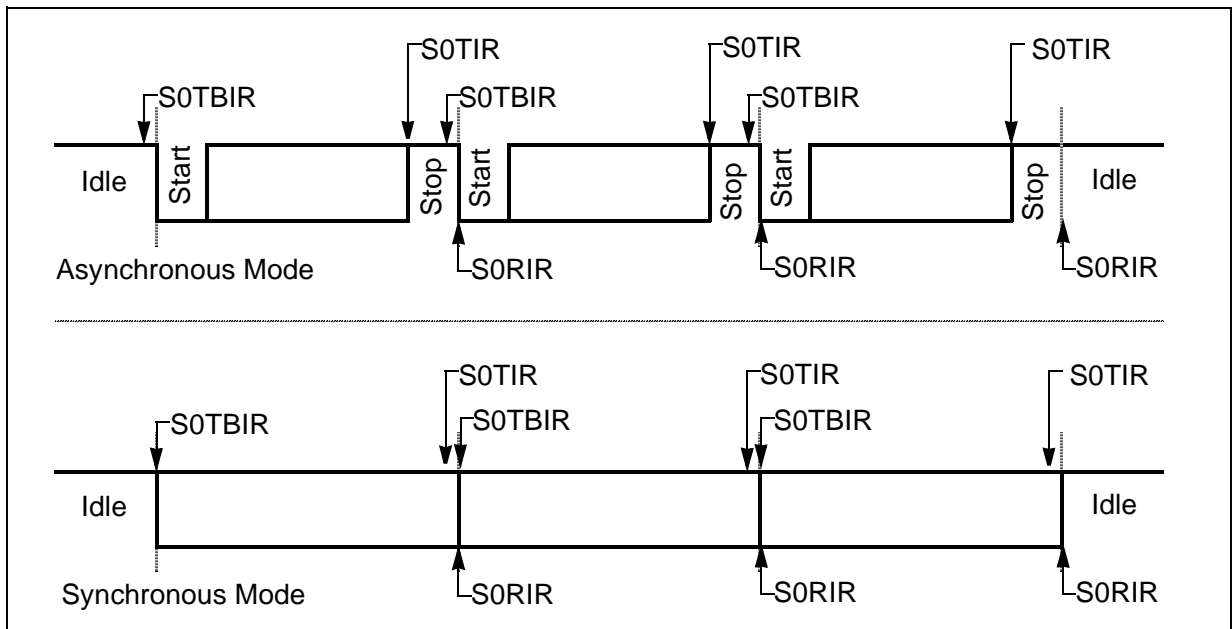 S0TIR S0TIR S0TIR
S0TBIR S0TBIR S0TBIR
Idle Start Stop Start Stop Start Stop Idle
S0RIR S0RIR S0RIR
Asynchronous Mode
S0TIR S0TIR S0TIR
S0TBIR S0TBIR S0TBIR
Idle Idle
S0RIR S0RIR S0RIR
Synchronous Mode